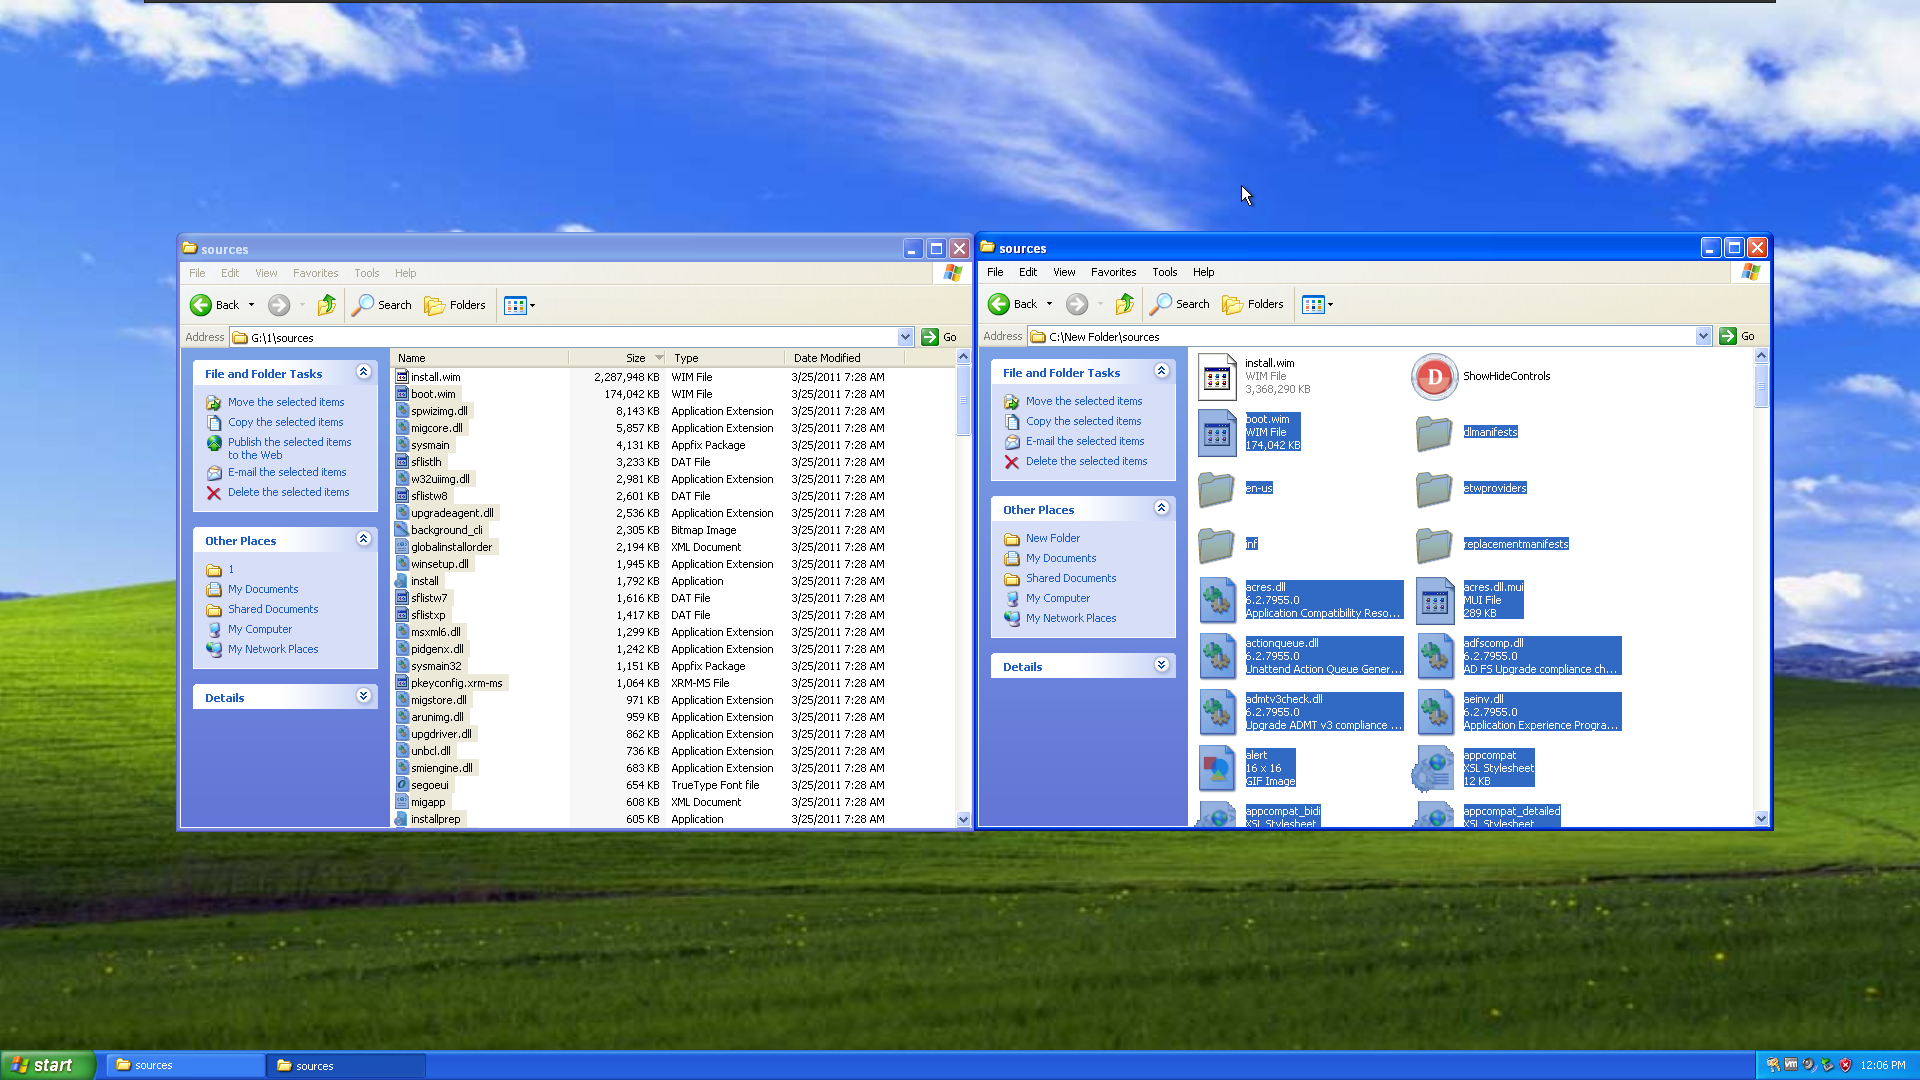 sources
File Edit View Favorites Tools Help
Back Search Folders
Address G:\1\sources Go
File and Folder Tasks
Move the selected items
Copy the selected items
Publish the selected items
to the Web
E-mail the selected items
Delete the selected items
Other Places
1
My Documents
Shared Documents
My Computer
My Network Places
Details
Name Size Type Date Modified
install.wim 2,287,948 KB WIM File 3/25/2011 7:28 AM
boot.wim 174,042 KB WIM File 3/25/2011 7:28 AM
spwizimg.dll 8,143 KB Application Extension 3/25/2011 7:28 AM
migcore.dll 5,857 KB Application Extension 3/25/2011 7:28 AM
sysmain 4,131 KB Appfix Package 3/25/2011 7:28 AM
sflistlh 3,233 KB DAT File 3/25/2011 7:28 AM
w32uiimg.dll 2,981 KB Application Extension 3/25/2011 7:28 AM
sflistw8 2,601 KB DAT File 3/25/2011 7:28 AM
upgradeagent.dll 2,536 KB Application Extension 3/25/2011 7:28 AM
background_cli 2,305 KB Bitmap Image 3/25/2011 7:28 AM
globalinstallorder 2,194 KB XML Document 3/25/2011 7:28 AM
winsetup.dll 1,945 KB Application Extension 3/25/2011 7:28 AM
install 1,792 KB Application 3/25/2011 7:28 AM
sflistw7 1,616 KB DAT File 3/25/2011 7:28 AM
sflistxp 1,417 KB DAT File 3/25/2011 7:28 AM
msxml6.dll 1,299 KB Application Extension 3/25/2011 7:28 AM
pidgenx.dll 1,242 KB Application Extension 3/25/2011 7:28 AM
sysmain32 1,151 KB Appfix Package 3/25/2011 7:28 AM
pkeyconfig.xrm-ms 1,064 KB XRM-MS File 3/25/2011 7:28 AM
migstore.dll 971 KB Application Extension 3/25/2011 7:28 AM
arunimg.dll 959 KB Application Extension 3/25/2011 7:28 AM
upgdriver.dll 862 KB Application Extension 3/25/2011 7:28 AM
unbcl.dll 736 KB Application Extension 3/25/2011 7:28 AM
smiengine.dll 683 KB Application Extension 3/25/2011 7:28 AM
segoeui 654 KB TrueType Font file 3/25/2011 7:28 AM
migapp 608 KB XML Document 3/25/2011 7:28 AM
installprep 605 KB Application 3/25/2011 7:28 AM
sources
File Edit View Favorites Tools Help
Back Search Folders
Address C:\New Folder\sources Go
File and Folder Tasks
Move the selected items
Copy the selected items
E-mail the selected items
Delete the selected items
Other Places
New Folder
My Documents
Shared Documents
My Computer
My Network Places
Details
install.wim
WIM File
3,368,290 KB
D ShowHideControls
boot.wim
WIM File
174,042 KB
dlmanifests
en-us
etwproviders
inf
replacementmanifests
acres.dll
6.2.7955.0
Application Compatibility Reso...
acres.dll.mui
MUI File
289 KB
actionqueue.dll
6.2.7955.0
Unattend Action Queue Gener...
adfscomp.dll
6.2.7955.0
AD FS Upgrade compliance ch...
admtv3check.dll
6.2.7955.0
Upgrade ADMT v3 compliance ...
aeinv.dll
6.2.7955.0
Application Experience Progra...
alert
16 x 16
GIF Image
appcompat
XSL Stylesheet
12 KB
appcompat_bidi
XSL Stylesheet
appcompat_detailed
XSL Stylesheet
start
sources
sources
12:06 PM